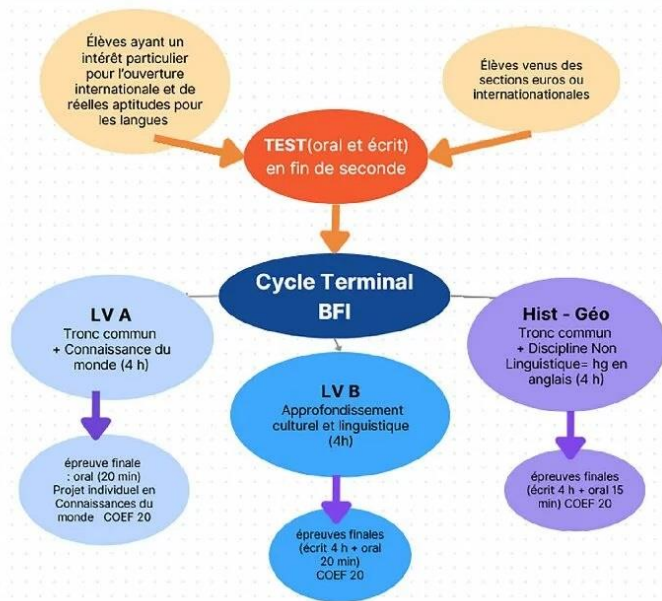 Élèves ayant un
intérêt particulier
pour l'ouverture
internationale et de
réelles aptitudes pour
les langues
Élèves venus des
sections euros ou
internationationales
TEST(oral et écrit)
en fin de seconde
Cycle Terminal
BFI
LV A
Tronc commun
+ Connaissance du
monde (4 h)
LV B
Approfondissement
culturel et linguistique
(4h)
Hist - Géo
Tronc commun
+ Discipline Non
Linguistique= hg en
anglais (4 h)
épreuve finale
: oral (20 min)
Projet individuel en
Connaissances du
monde COEF 20
épreuves finales
(écrit 4 h + oral
20 min)
COEF 20
épreuves finales
(écrit 4 h + oral 15
min) COEF 20